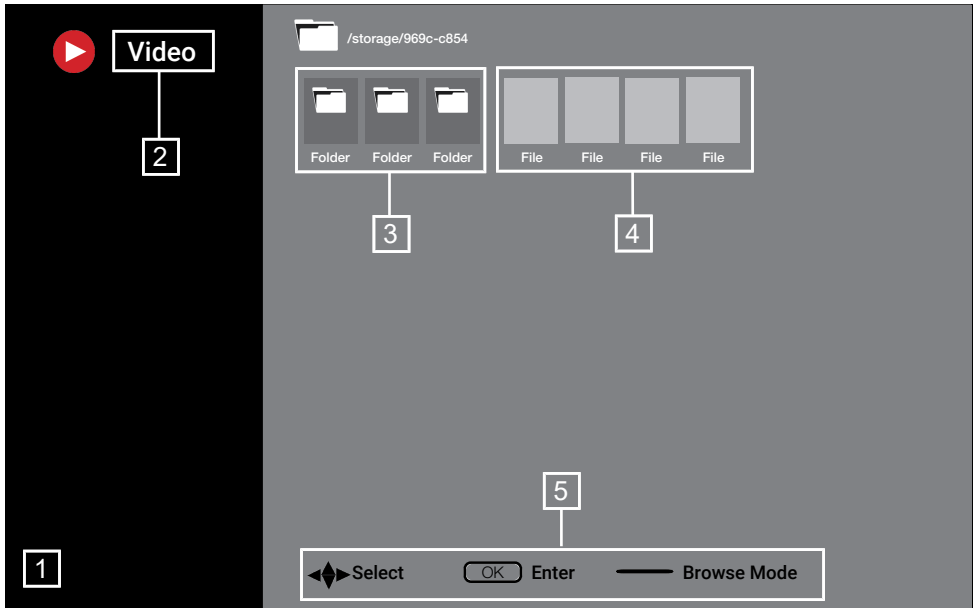 Video
2
1
/storage/969c-c854
Folder Folder Folder
File File File File
3
4
5
Select OK Enter Browse Mode